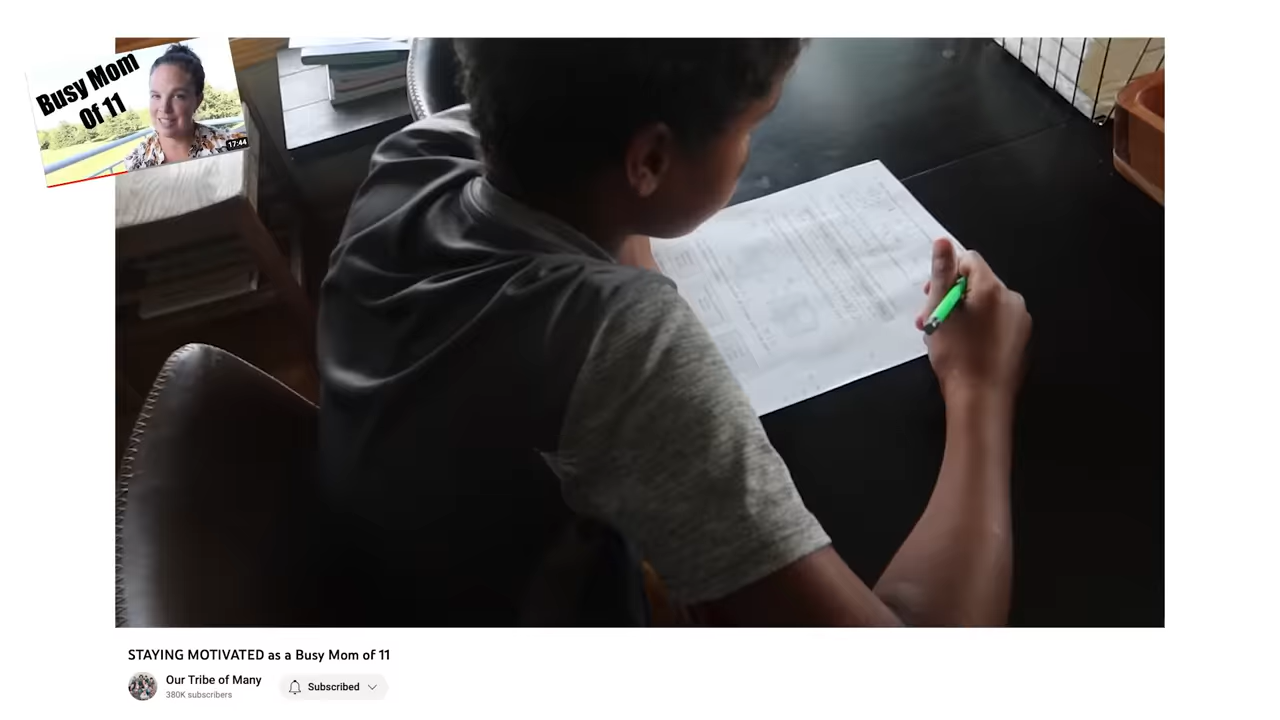 Busy Mom
Of 11
17:44
STAYING MOTIVATED as a Busy Mom of 11
Our Tribe of Many
380K subscribers
Subscribed